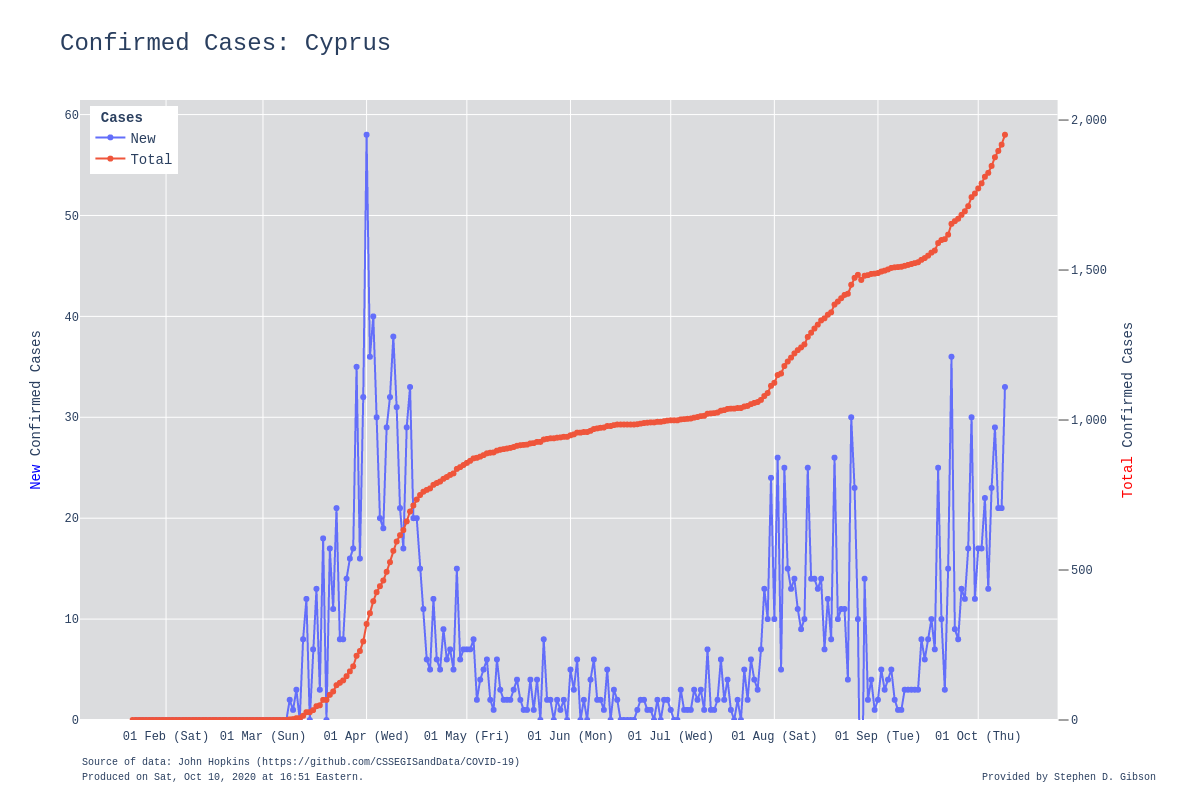 Confirmed Cases: Cyprus
Cases
New
Total
60
50
40
30
20
10
0
2,000
1,500
1,000
500
0
New Confirmed Cases
Total Confirmed Cases
01 Feb (Sat) 01 Mar (Sun) 01 Apr (Wed) 01 May (Fri) 01 Jun (Mon) 01 Jul (Wed) 01 Aug (Sat) 01 Sep (Tue) 01 Oct (Thu)
Source of data: John Hopkins (https://github.com/CSSEGISandData/COVID-19)
Produced on Sat, Oct 10, 2020 at 16:51 Eastern.
Provided by Stephen D. Gibson